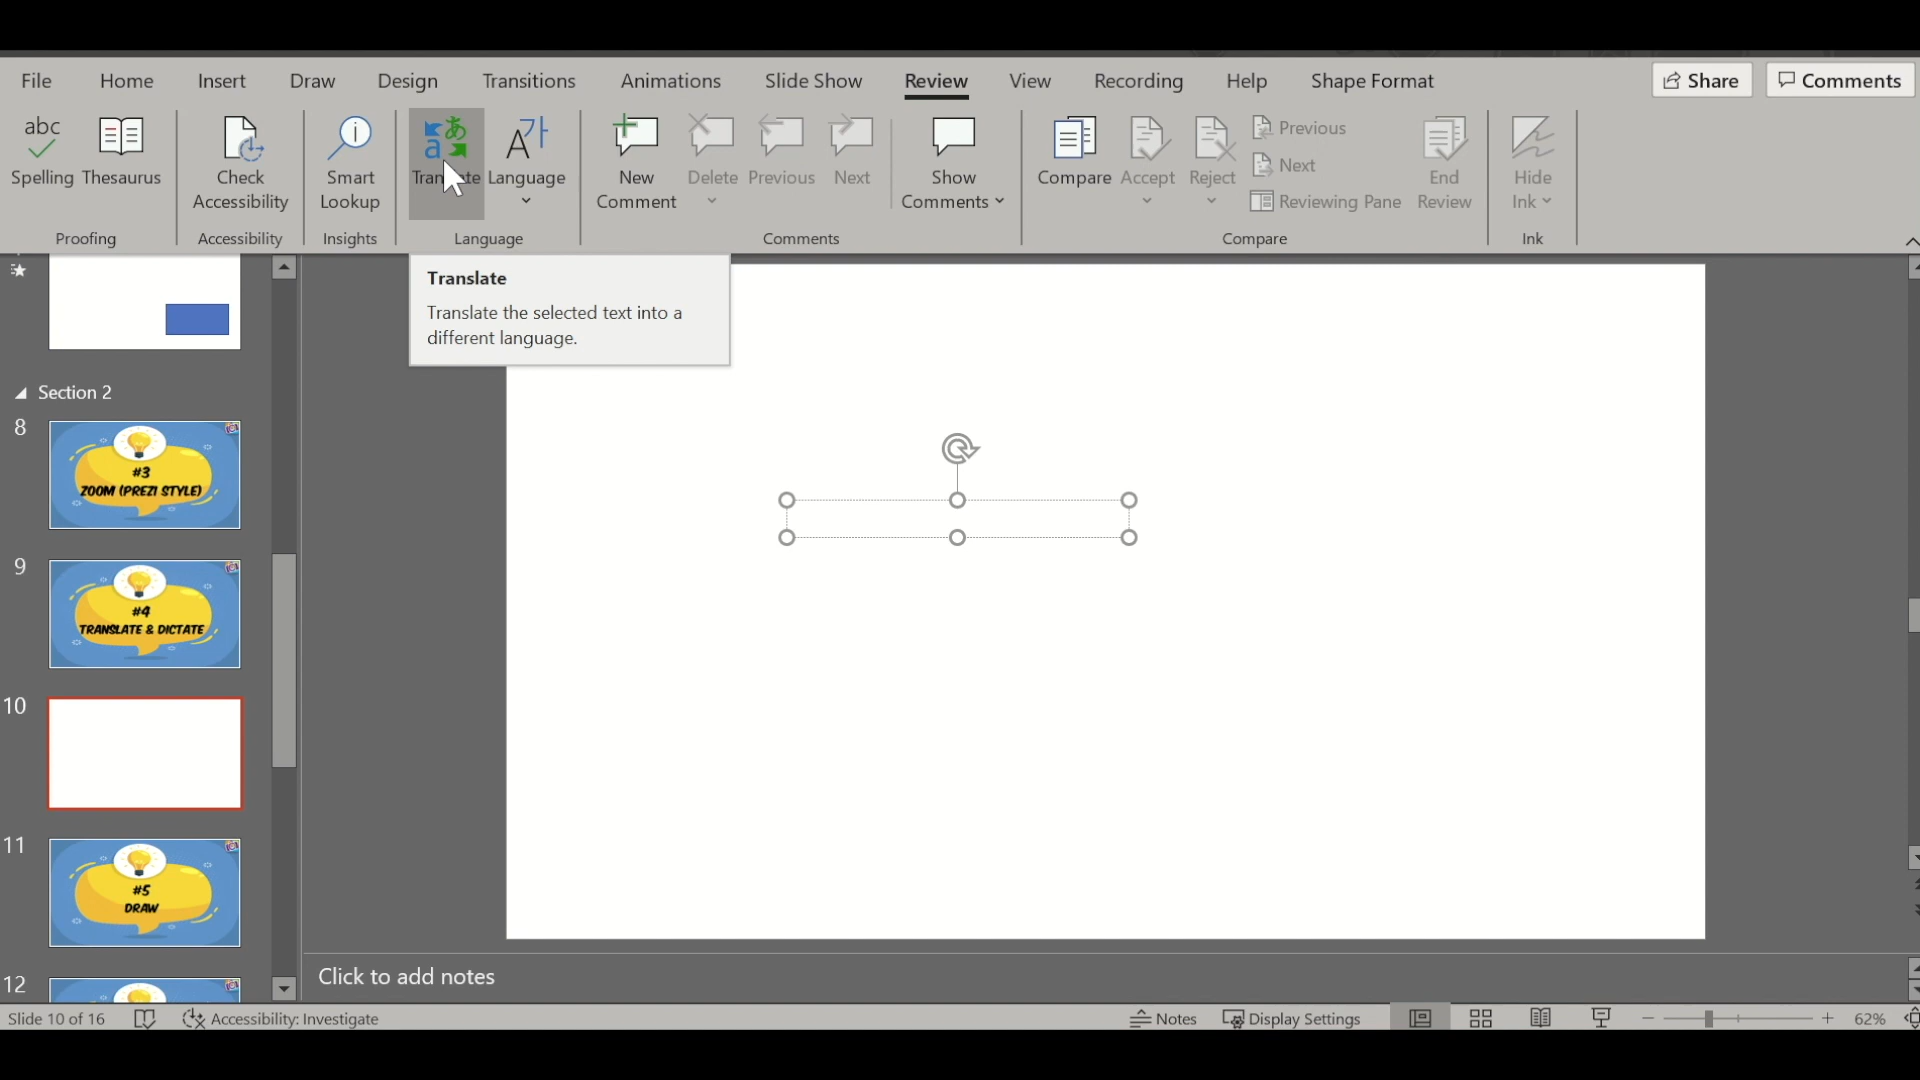 File Home Insert Draw Design Transitions Animations Slide Show Review View Recording Help Shape Format Share Comments
abc
Spelling Thesaurus
Check
Accessibility
Smart
Lookup
Language
New
Comment
Delete Previous Next
Show
Comments
Compare Accept Reject
Previous
Next
Reviewing Pane
End
Review
Hide
Ink
Proofing Accessibility Insights Language Comments Compare Ink
Translate
Translate the selected text into a
different language.
Section 2
8
#3
ZOOM (PREZI STYLE)
9
#4
TRANSLATE & DICTATE
10
11
#5
DRAW
12
Click to add notes
Slide 10 of 16 Accessibility: Investigate Notes Display Settings 62%